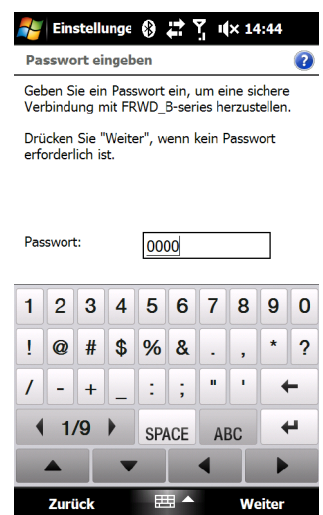 Einstellunge 14:44
Passwort eingeben ?
Geben Sie ein Passwort ein, um eine sichere
Verbindung mit FRWD_B-series herzustellen.
Drücken Sie "Weiter", wenn kein Passwort
erforderlich ist.
Passwort: 0000
1 2 3 4 5 6 7 8 9 0
! @ # $ % & . , * ?
/ - + _ : ; " '
1/9 SPACE ABC
Zurück Weiter